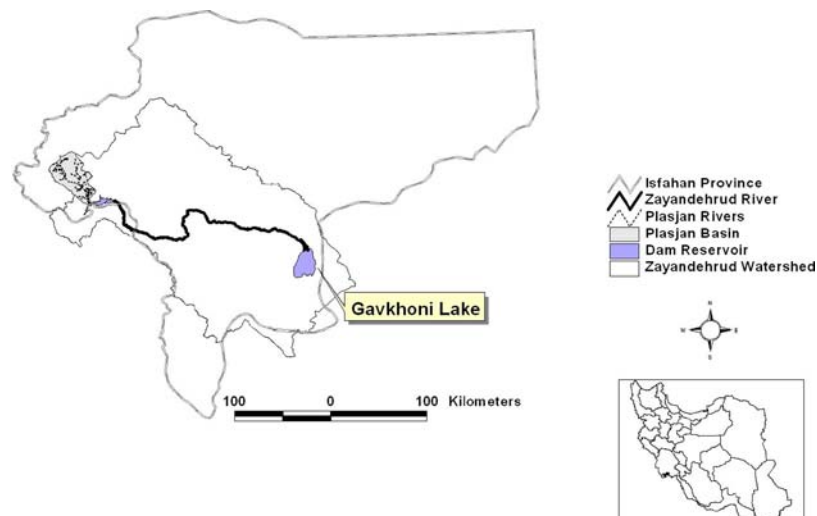 Isfahan Province
Zayandehrud River
Plasjan Rivers
Plasjan Basin
Dam Reservoir
Zayandehrud Watershed
Gavkhoni Lake
N
S
100 0 100 Kilometers